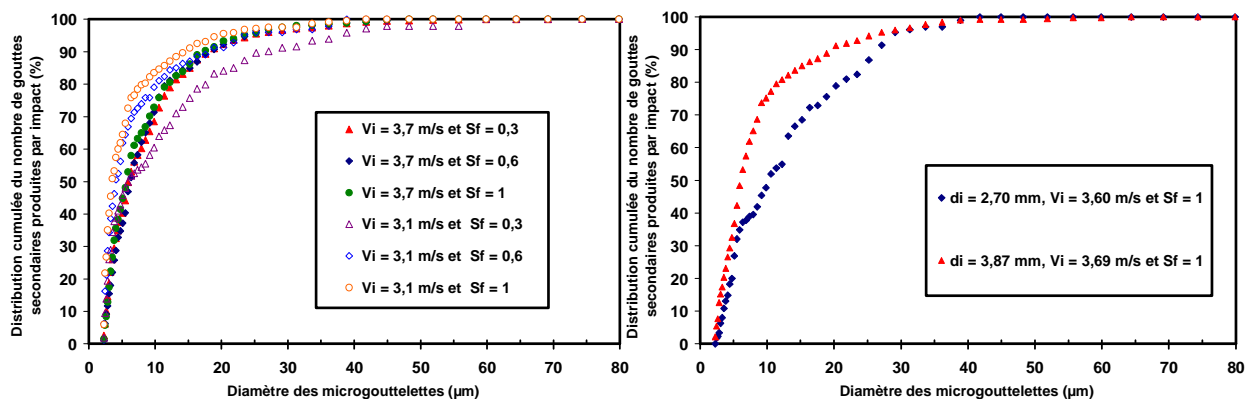 Distribution cumulée du nombre de gouttes
secondaires produites par impact (%)
100
90
80
70
60
50
40
30
20
10
0
Vi = 3,7 m/s et Sf = 0,3
Vi = 3,7 m/s et Sf = 0,6
Vi = 3,7 m/s et Sf = 1
Vi = 3,1 m/s et Sf = 0,3
Vi = 3,1 m/s et Sf = 0,6
Vi = 3,1 m/s et Sf = 1
0 10 20 30 40 50 60 70 80
Diamètre des microgouttelettes (µm)
Distribution cumulée du nombre de gouttes
secondaires produites par impact (%)
100
90
80
70
60
50
40
30
20
10
0
di = 2,70 mm, Vi = 3,60 m/s et Sf = 1
di = 3,87 mm, Vi = 3,69 m/s et Sf = 1
0 10 20 30 40 50 60 70 80
Diamètre des microgouttelettes (µm)